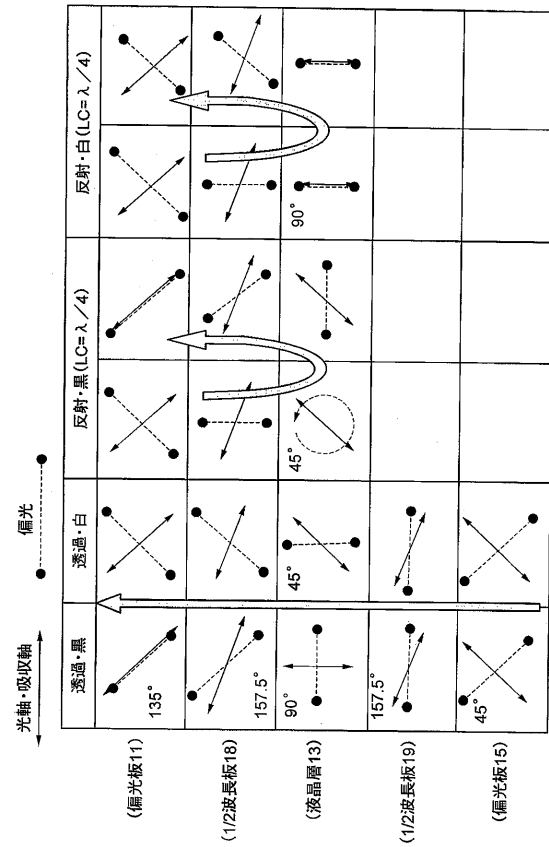 光軸・吸収軸
偏光
透過・黒
透過・白
反射・黒(LC=λ/4)
反射・白(LC=λ/4)
(偏光板11)
135°
(1/2波長板18)
157.5°
(液晶層13)
90°
45°
45°
90°
(1/2波長板19)
157.5°
(偏光板15)
45°